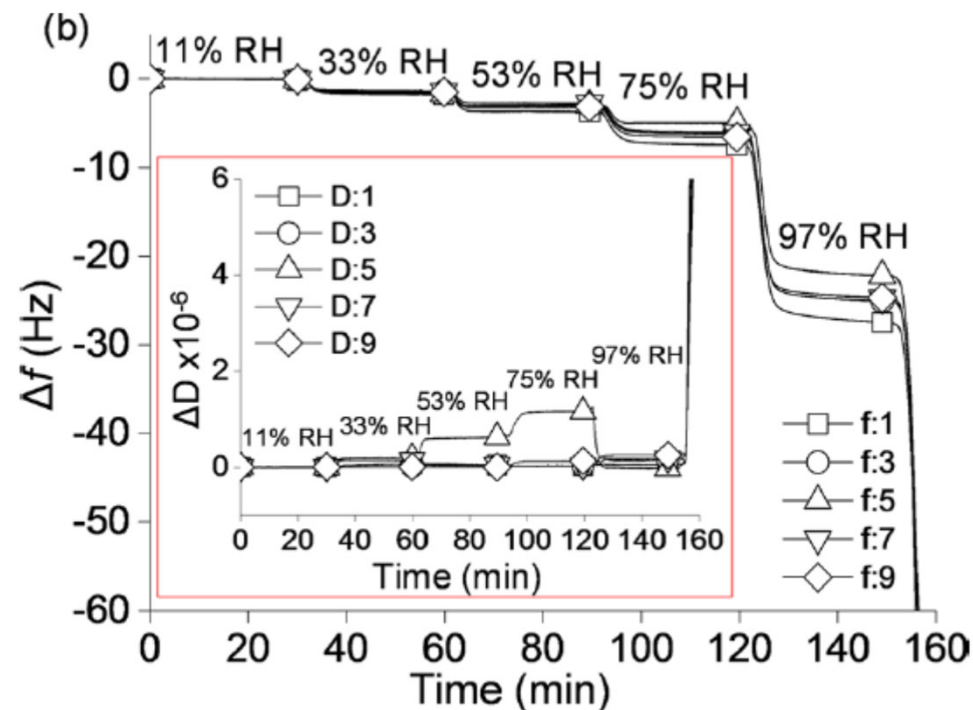 (b)
11% RH
33% RH
53% RH
75% RH
97% RH
0
-10
-20
-30
-40
-50
-60
Δf (Hz)
6
4
2
0
ΔD x10-6
D:1
D:3
D:5
D:7
D:9
11% RH
33% RH
53% RH
75% RH
97% RH
0 20 40 60 80 100 120 140 160
Time (min)
f:1
f:3
f:5
f:7
f:9
0 20 40 60 80 100 120 140 160
Time (min)